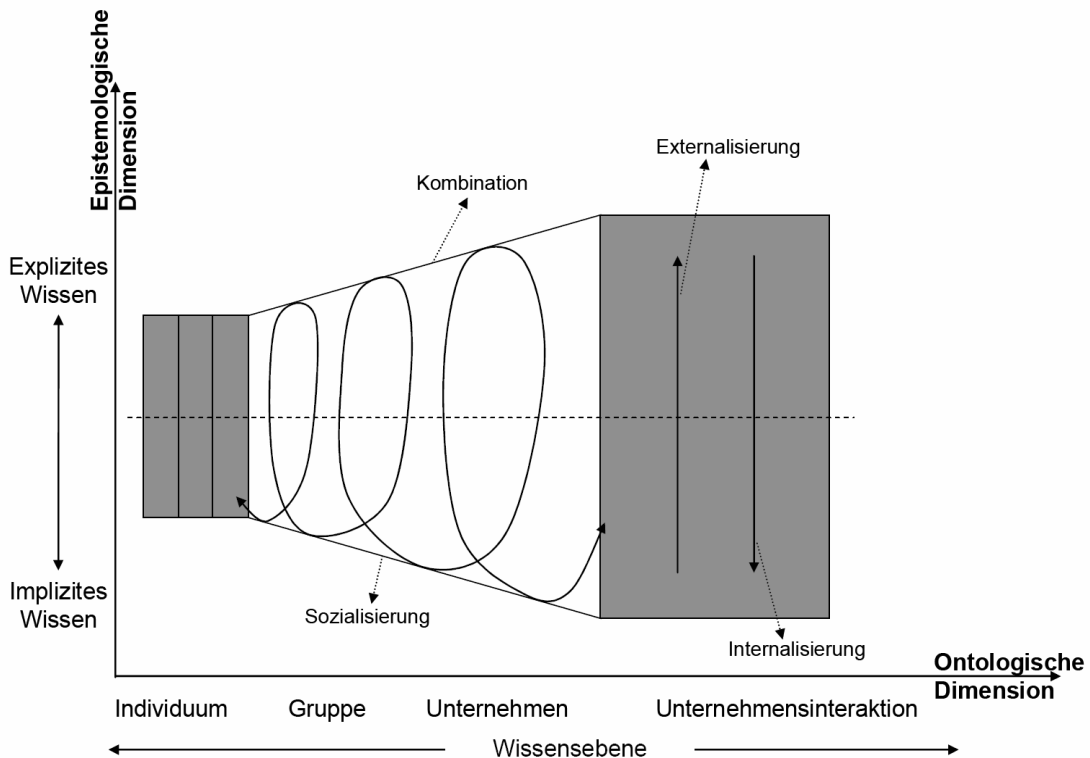 Epistemologische
Dimension
Externalisierung
Kombination
Explizites
Wissen
Implizites
Wissen
Sozialisierung
Internalisierung
Ontologische
Dimension
Individuum
Gruppe
Unternehmen
Unternehmensinteraktion
Wissensebene